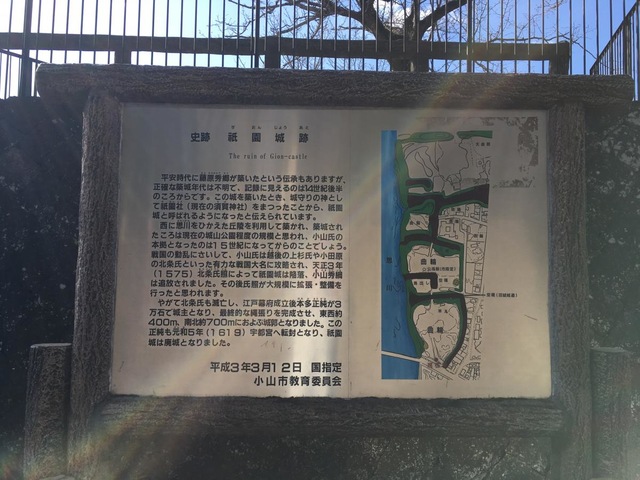 史跡 祇園城跡
ぎ おん じょう あと
The ruin of Gion-castle
平安時代に藤原秀郷が築いたという伝承もありますが、
正確な築城年代は不明で、記録に見えるのは14世紀後半
のころからです。この城を築いたとき、城守りの神とし
て祇園社(現在の須賀神社)をまつったことから、祇園
城と呼ばれるようになったと伝えられています。
西に思川をひかえた丘陵を利用して築かれ、築城され
たころは現在の城山公園程度の規模と思われ、小山氏の
本拠となったのは15世紀になってからのことでしょう。
戦国の動乱にさいして、小山氏は越後の上杉氏や小田原
の北条氏といった有力な戦国大名に攻略され、天正3年
(1575)北条氏照によって祇園城は陥落、小山秀綱
は追放されました。その後氏照が大規模に拡張・整備を
行ったと思われます。
やがて北条氏も滅亡し、江戸幕府成立後本多正純が3
万石で城主となり、最終的な縄張りを完成させ、東西約
400m、南北約700mにおよぶ城郭となりました。この
正純も元和5年(1619)宇都宮へ転封となり、祇園
城は廃城となりました。
平成3年3月12日 国指定
小山市教育委員会
曲輪
曲輪